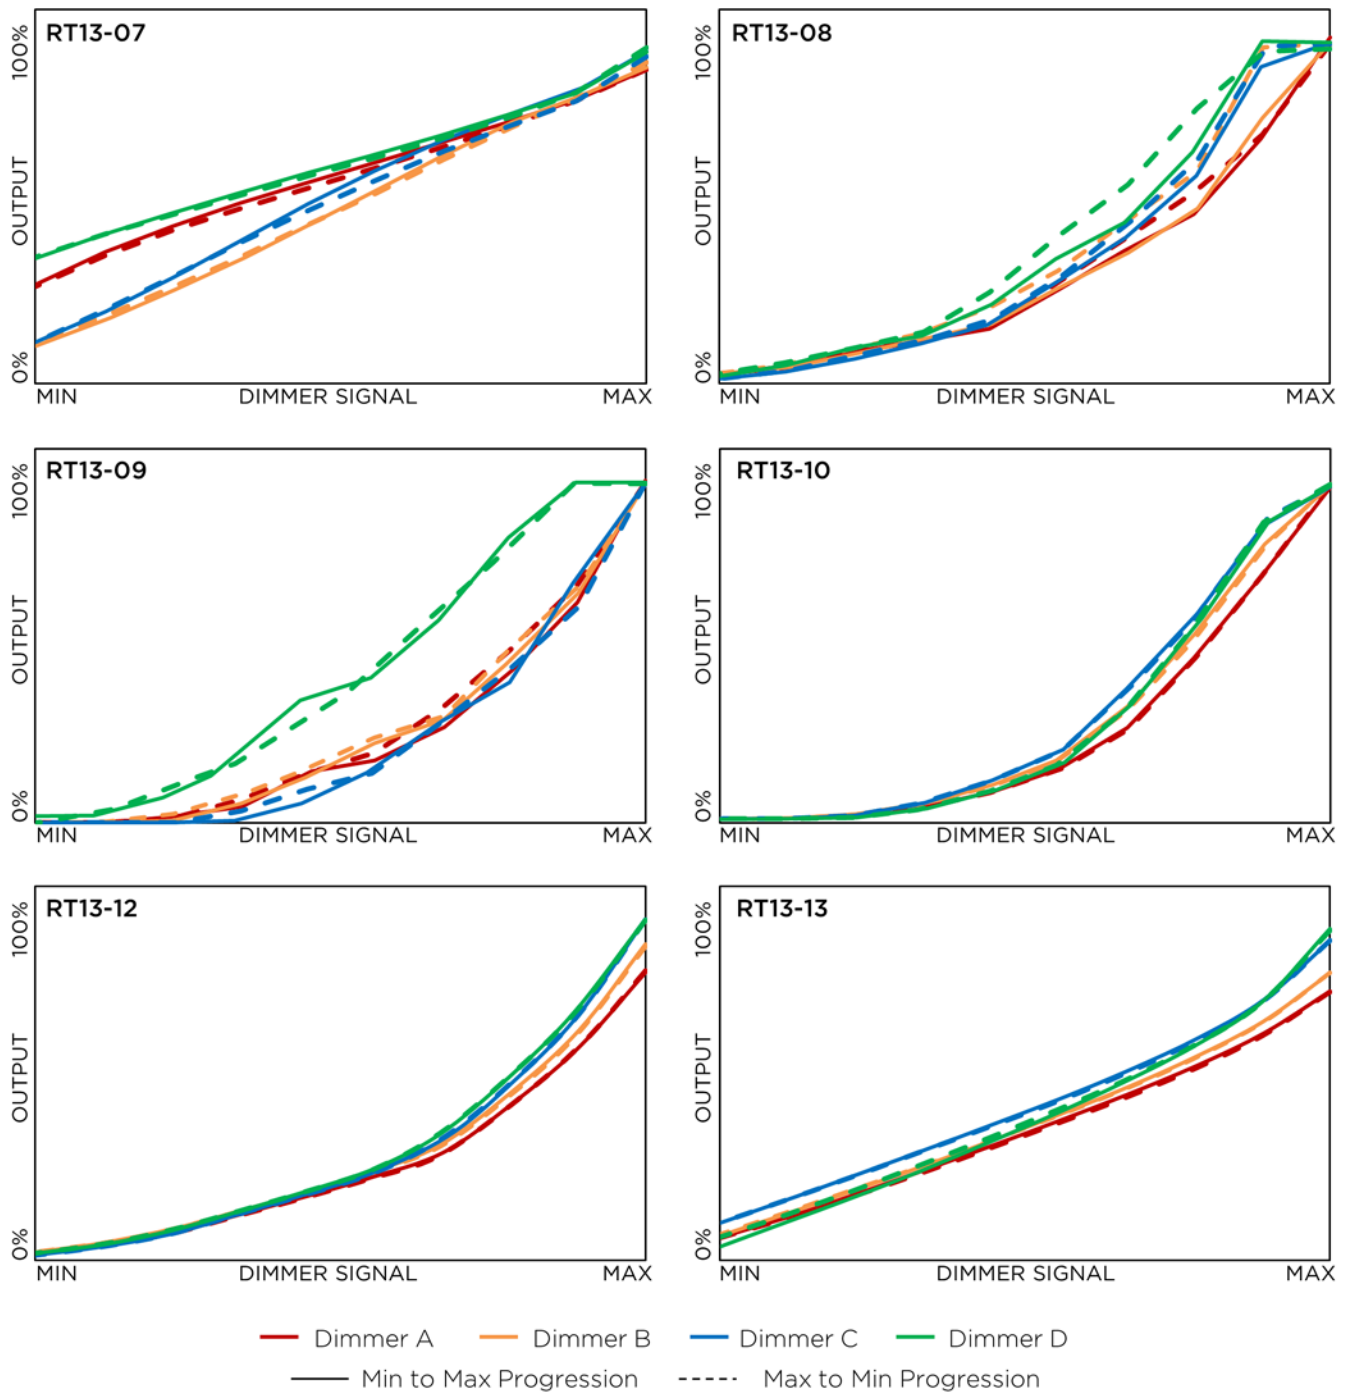 RT13-07
100%
OUTPUT
0%
MIN DIMMER SIGNAL MAX
RT13-08
100%
OUTPUT
0%
MIN DIMMER SIGNAL MAX
RT13-09
100%
OUTPUT
0%
MIN DIMMER SIGNAL MAX
RT13-10
100%
OUTPUT
0%
MIN DIMMER SIGNAL MAX
RT13-12
100%
OUTPUT
0%
MIN DIMMER SIGNAL MAX
RT13-13
100%
OUTPUT
0%
MIN DIMMER SIGNAL MAX
Dimmer A Dimmer B Dimmer C Dimmer D
Min to Max Progression Max to Min Progression